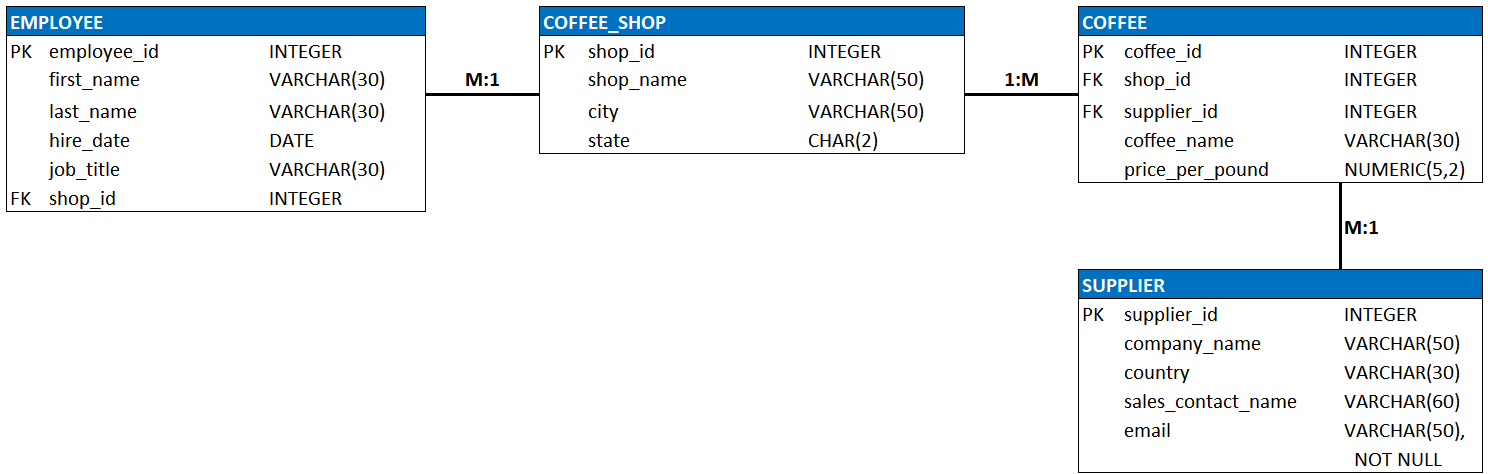 EMPLOYEE
PK employee_id INTEGER
first_name VARCHAR(30)
last_name VARCHAR(30)
hire_date DATE
job_title VARCHAR(30)
FK shop_id INTEGER
M:1
COFFEE_SHOP
PK shop_id INTEGER
shop_name VARCHAR(50)
city VARCHAR(50)
state CHAR(2)
1:M
COFFEE
PK coffee_id INTEGER
FK shop_id INTEGER
FK supplier_id INTEGER
coffee_name VARCHAR(30)
price_per_pound NUMERIC(5,2)
M:1
SUPPLIER
PK supplier_id INTEGER
company_name VARCHAR(50)
country VARCHAR(30)
sales_contact_name VARCHAR(60)
email VARCHAR(50),
NOT NULL